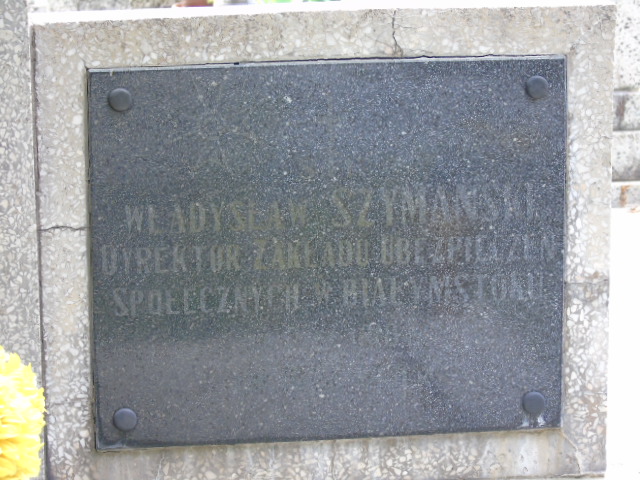 WŁADYSŁAW SZYMAŃSKI
DYREKTOR ZAKŁADU UBEZPIECZEŃ
SPOŁECZNYCH W BIAŁYMSTOKU